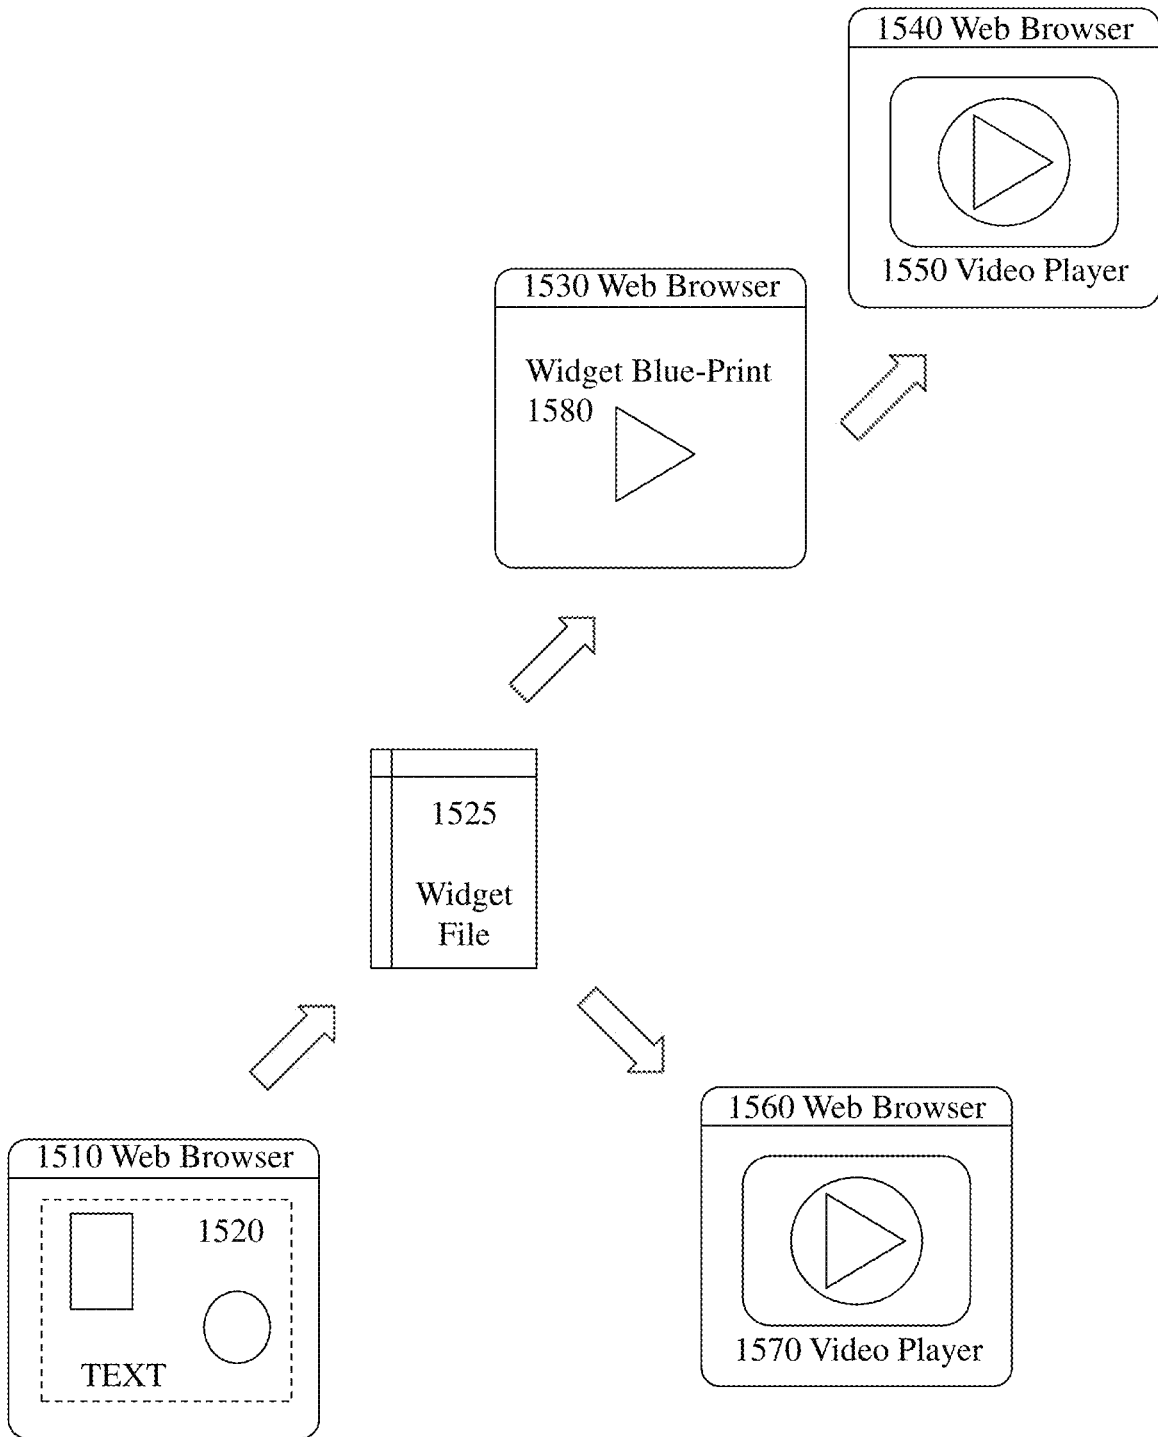 1540 Web Browser
1550 Video Player
1530 Web Browser
Widget Blue-Print
1580
1525
Widget
File
1560 Web Browser
1570 Video Player
1510 Web Browser
1520
TEXT